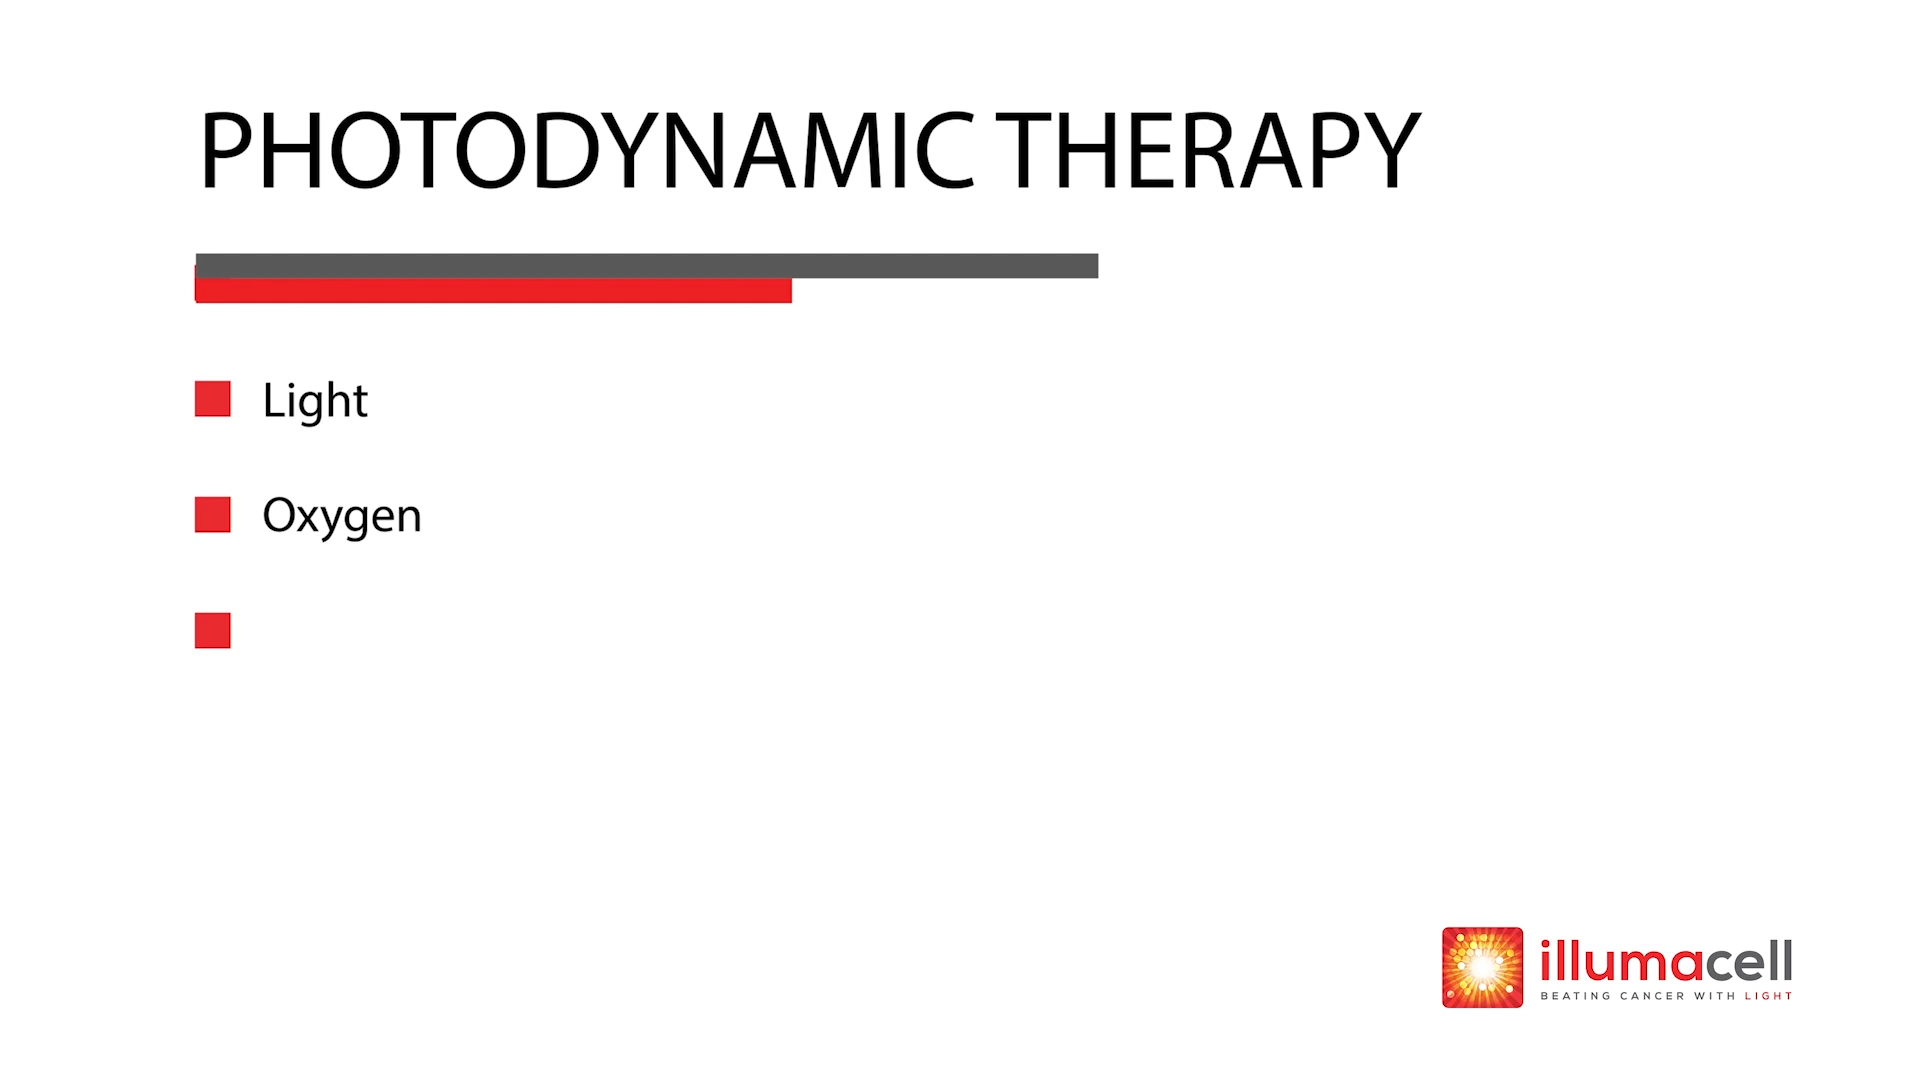 PHOTODYNAMIC THERAPY
Light
Oxygen
illumacell
BEATING CANCER WITH LIGHT